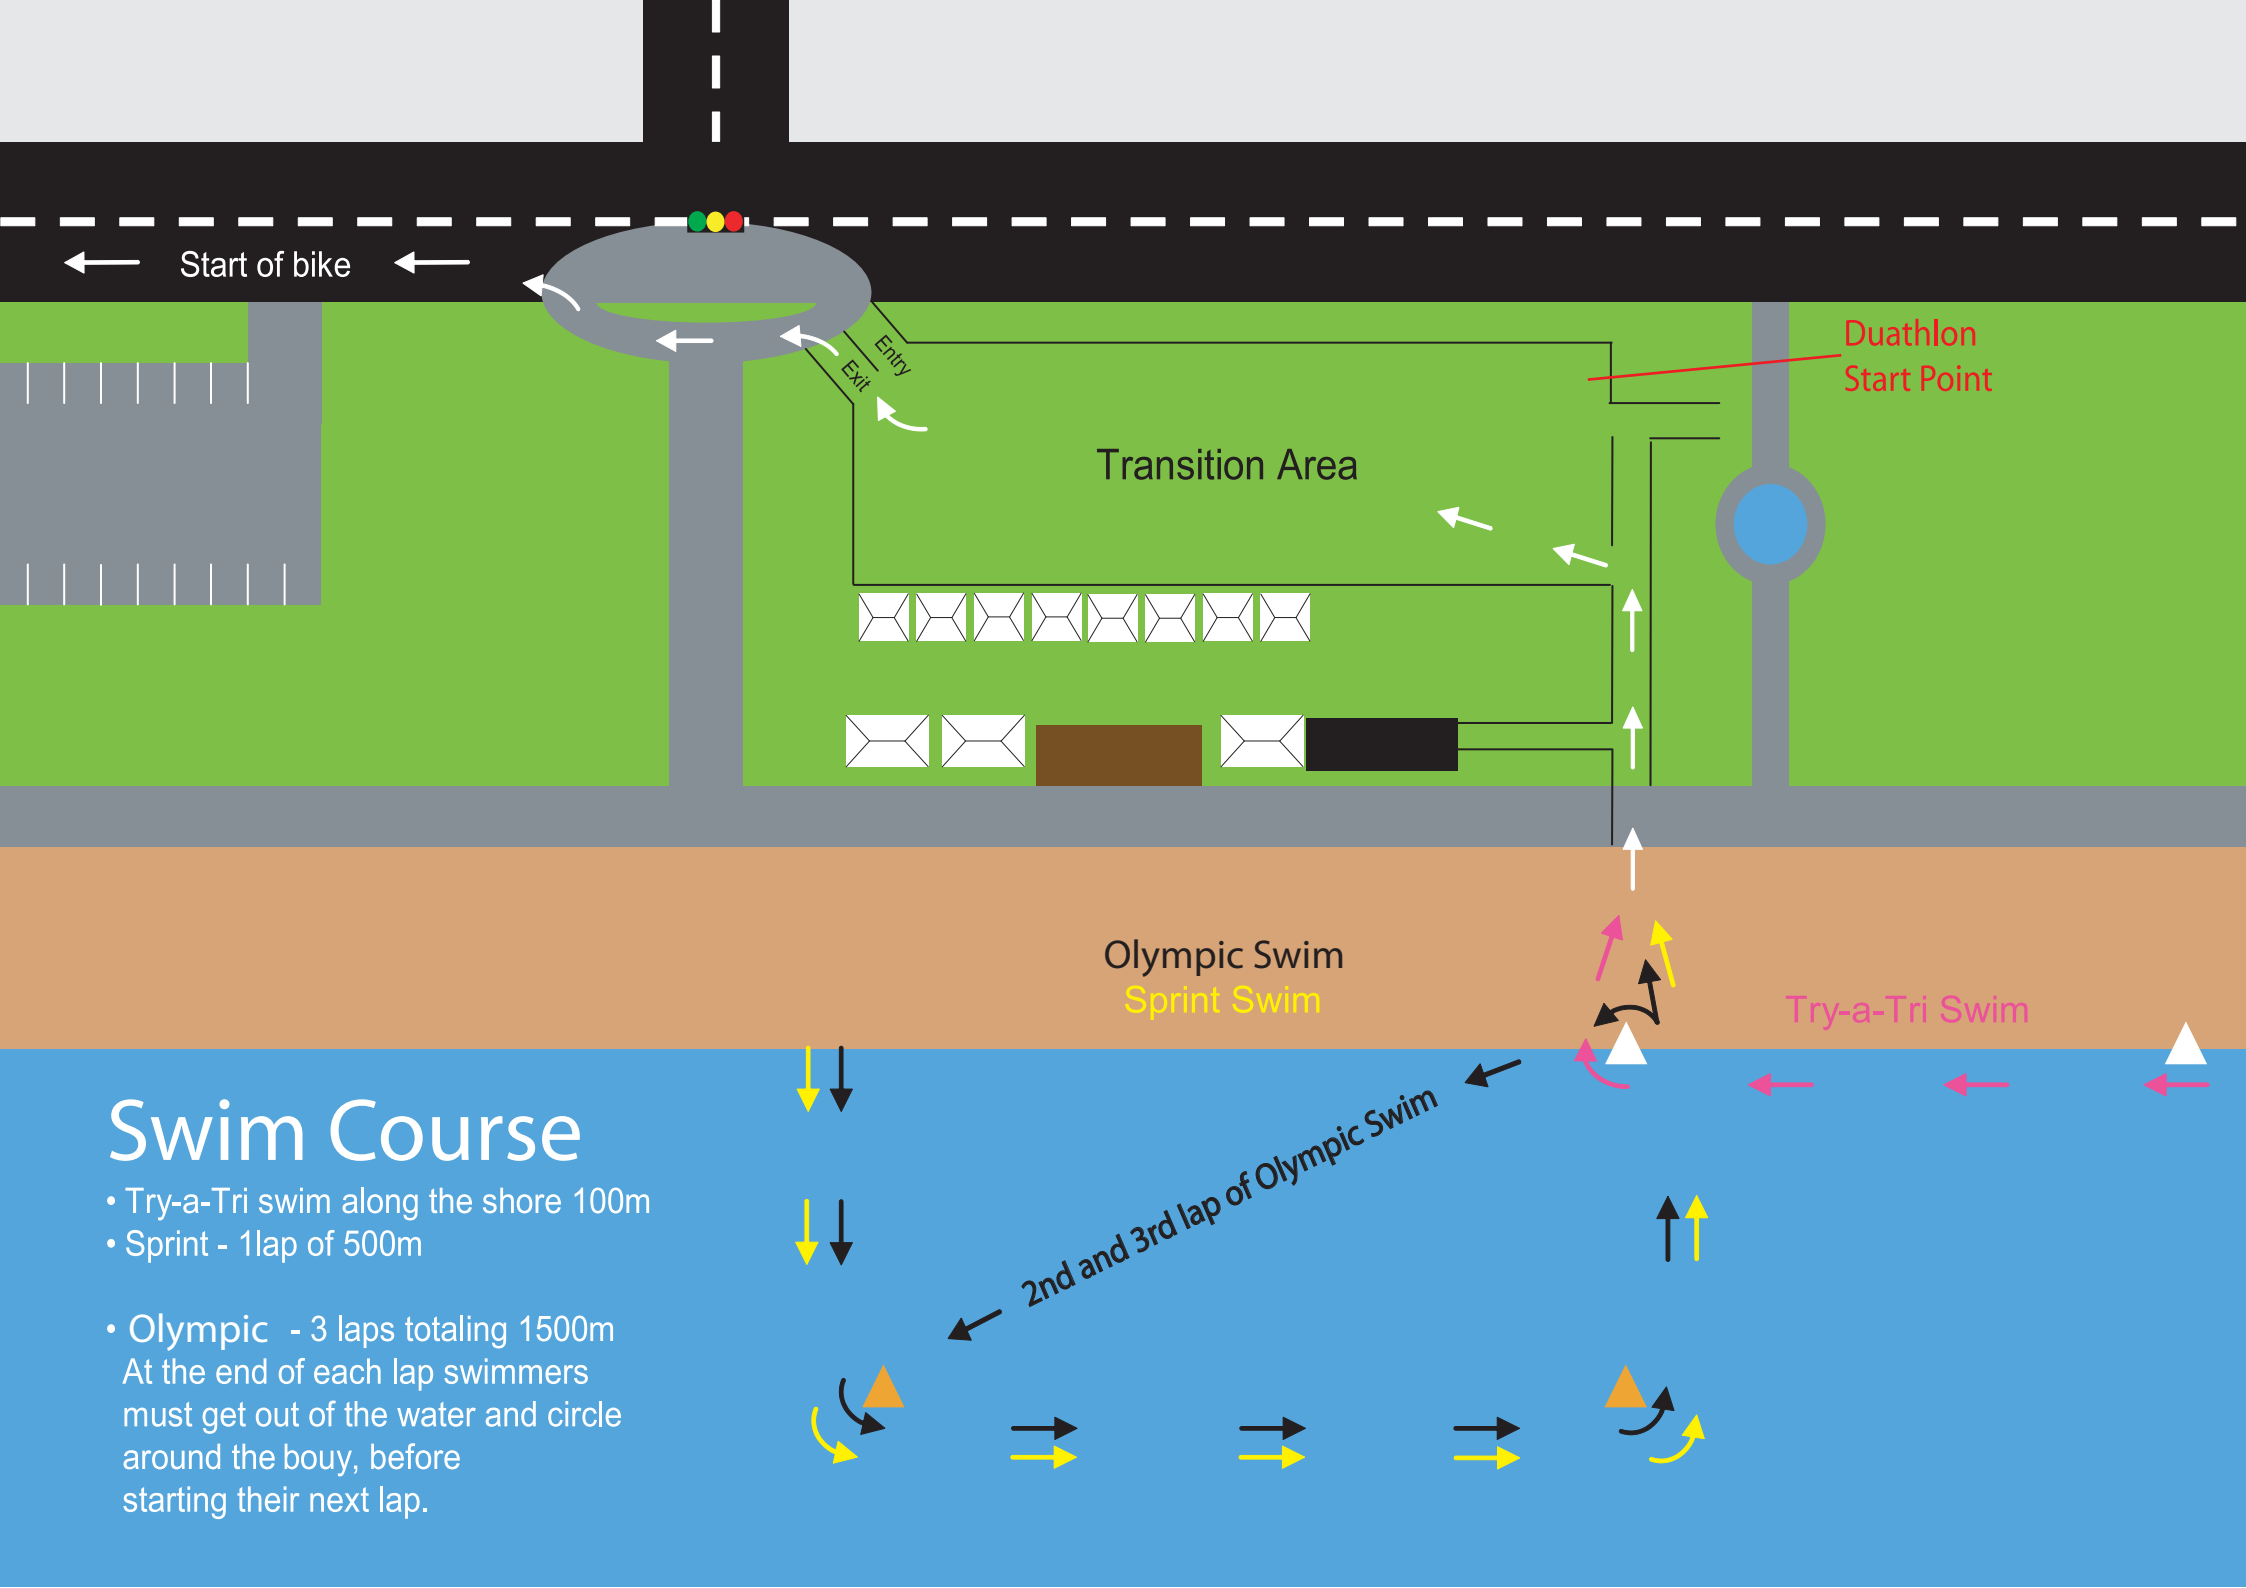 Start of bike
Entry
Exit
Duathlon
Start Point
Transition Area
Olympic Swim
Sprint Swim
Try-a-Tri Swim
2nd and 3rd lap of Olympic Swim
Swim Course
• Try-a-Tri swim along the shore 100m
• Sprint - 1lap of 500m
• Olympic - 3 laps totaling 1500m
At the end of each lap swimmers
must get out of the water and circle
around the bouy, before
starting their next lap.